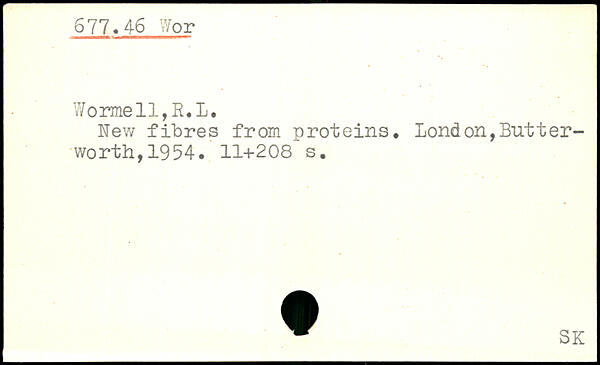 677.46 Wor
Wormell,R.L.
New fibres from proteins. London,Butter-
worth,1954. 11+208 s.
SK